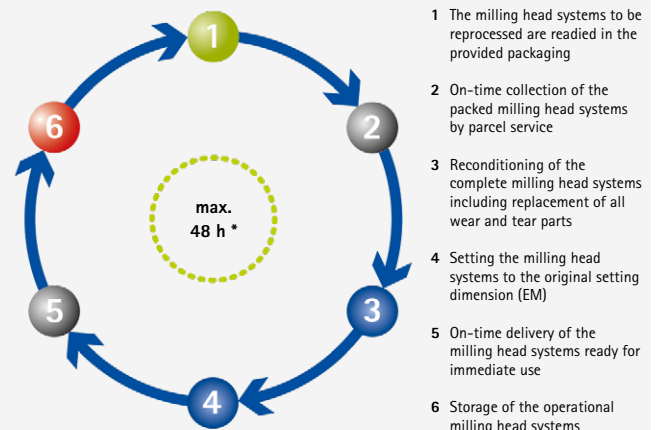 1
2
3
4
5
6
max.
48 h *
1 The milling head systems to be
reprocessed are readied in the
provided packaging
2 On-time collection of the
packed milling head systems
by parcel service
3 Reconditioning of the
complete milling head systems
including replacement of all
wear and tear parts
4 Setting the milling head
systems to the original setting
dimension (EM)
5 On-time delivery of the
milling head systems ready for
immediate use
6 Storage of the operational
milling head systems